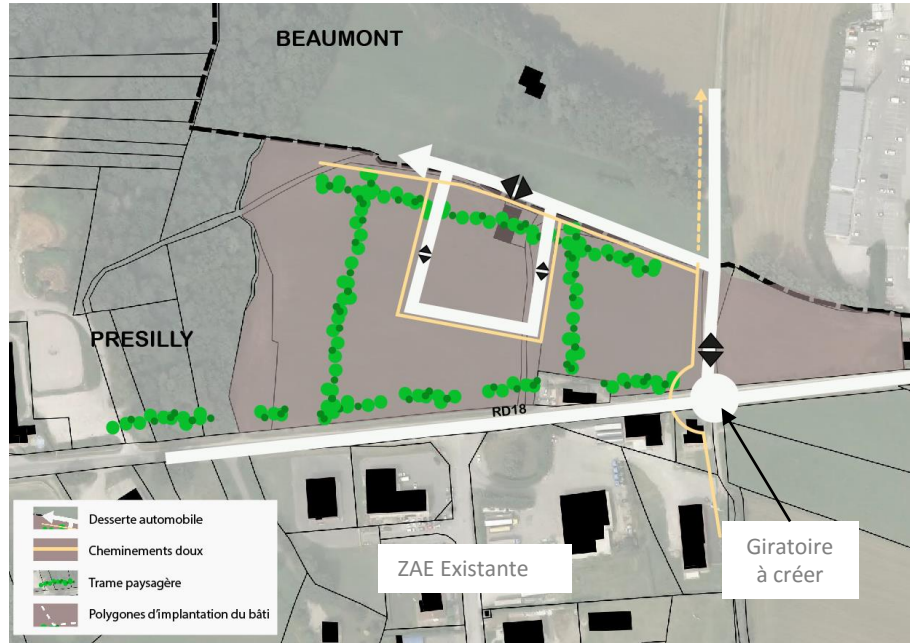 BEAUMONT
PRESILLY
RD18
Desserte automobile
Cheminements doux
Trame paysagère
Polygones d'implantation du bâti
ZAE Existante
Giratoire
à créer